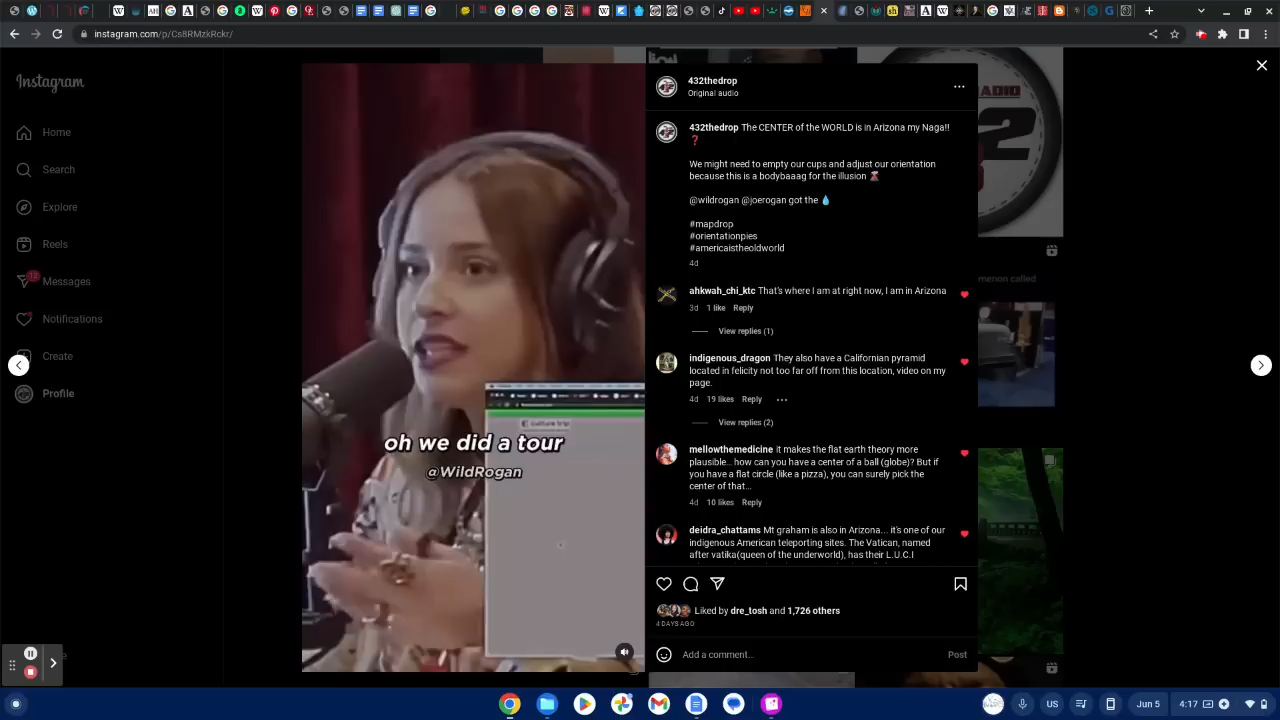 instagram.com/p/Cs8RMzkRckr/
Instagram
Home
Search
Explore
Reels
12
Messages
Notifications
Create
Profile
oh we did a tour
@WildRogan
culture trip
432thedrop
Original audio
432thedrop The CENTER of the WORLD is in Arizona my Naga!!
❓
We might need to empty our cups and adjust our orientation
because this is a bodybaaag for the illusion 🌋
@wildrogan @joerogan got the 💧
#mapdrop
#orientationpies
#americaistheoldworld
4d
ahkwah_chi_ktc That's where I am at right now, I am in Arizona
3d 1 like Reply
View replies (1)
indigenous_dragon They also have a Californian pyramid
located in felicity not too far off from this location, video on my
page.
4d 19 likes Reply
View replies (2)
mellowthemedicine it makes the flat earth theory more
plausible.. how can you have a center of a ball (globe)? But if
you have a flat circle (like a pizza), you can surely pick the
center of that...
4d 10 likes Reply
deidra_chattams Mt graham is also in Arizona... it's one of our
indigenous American teleporting sites. The Vatican, named
after vatika(queen of the underworld), has their L.U.C.I
Liked by dre_tosh and 1,726 others
4 DAYS AGO
Add a comment...
Post
ADIO
menon called
US
Jun 5
4:17